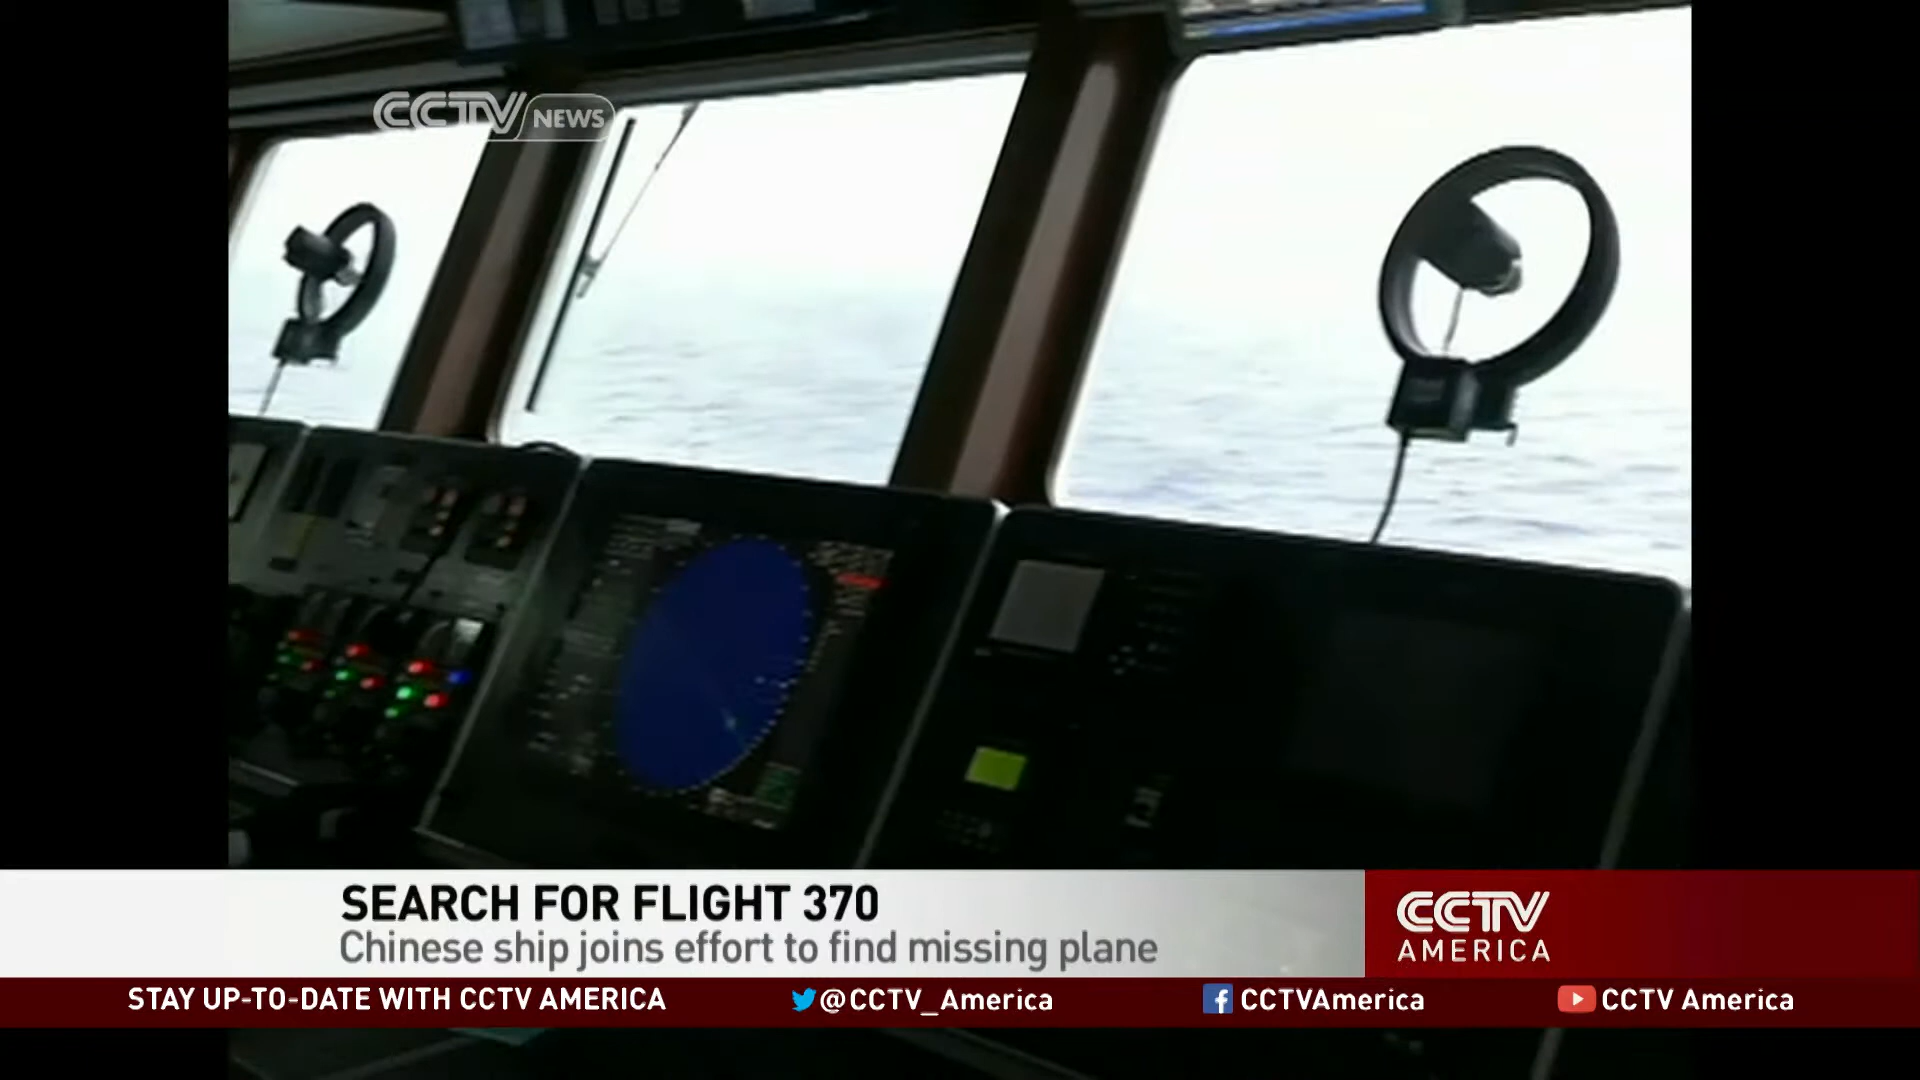 CCTV NEWS
SEARCH FOR FLIGHT 370
Chinese ship joins effort to find missing plane
CCTV
AMERICA
STAY UP-TO-DATE WITH CCTV AMERICA
@CCTV_America
CCTVAmerica
CCTV America